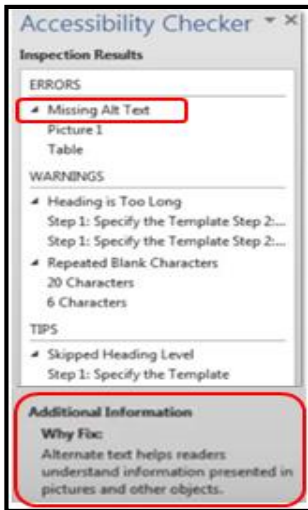 Accessibility Checker
Inspection Results
ERRORS
Missing Alt Text
Picture 1
Table
WARNINGS
Heading is Too Long
Step 1: Specify the Template Step 2:...
Step 1: Specify the Template Step 2:...
Repeated Blank Characters
20 Characters
6 Characters
TIPS
Skipped Heading Level
Step 1: Specify the Template
Additional Information
Why Fix:
Alternate text helps readers
understand information presented in
pictures and other objects.